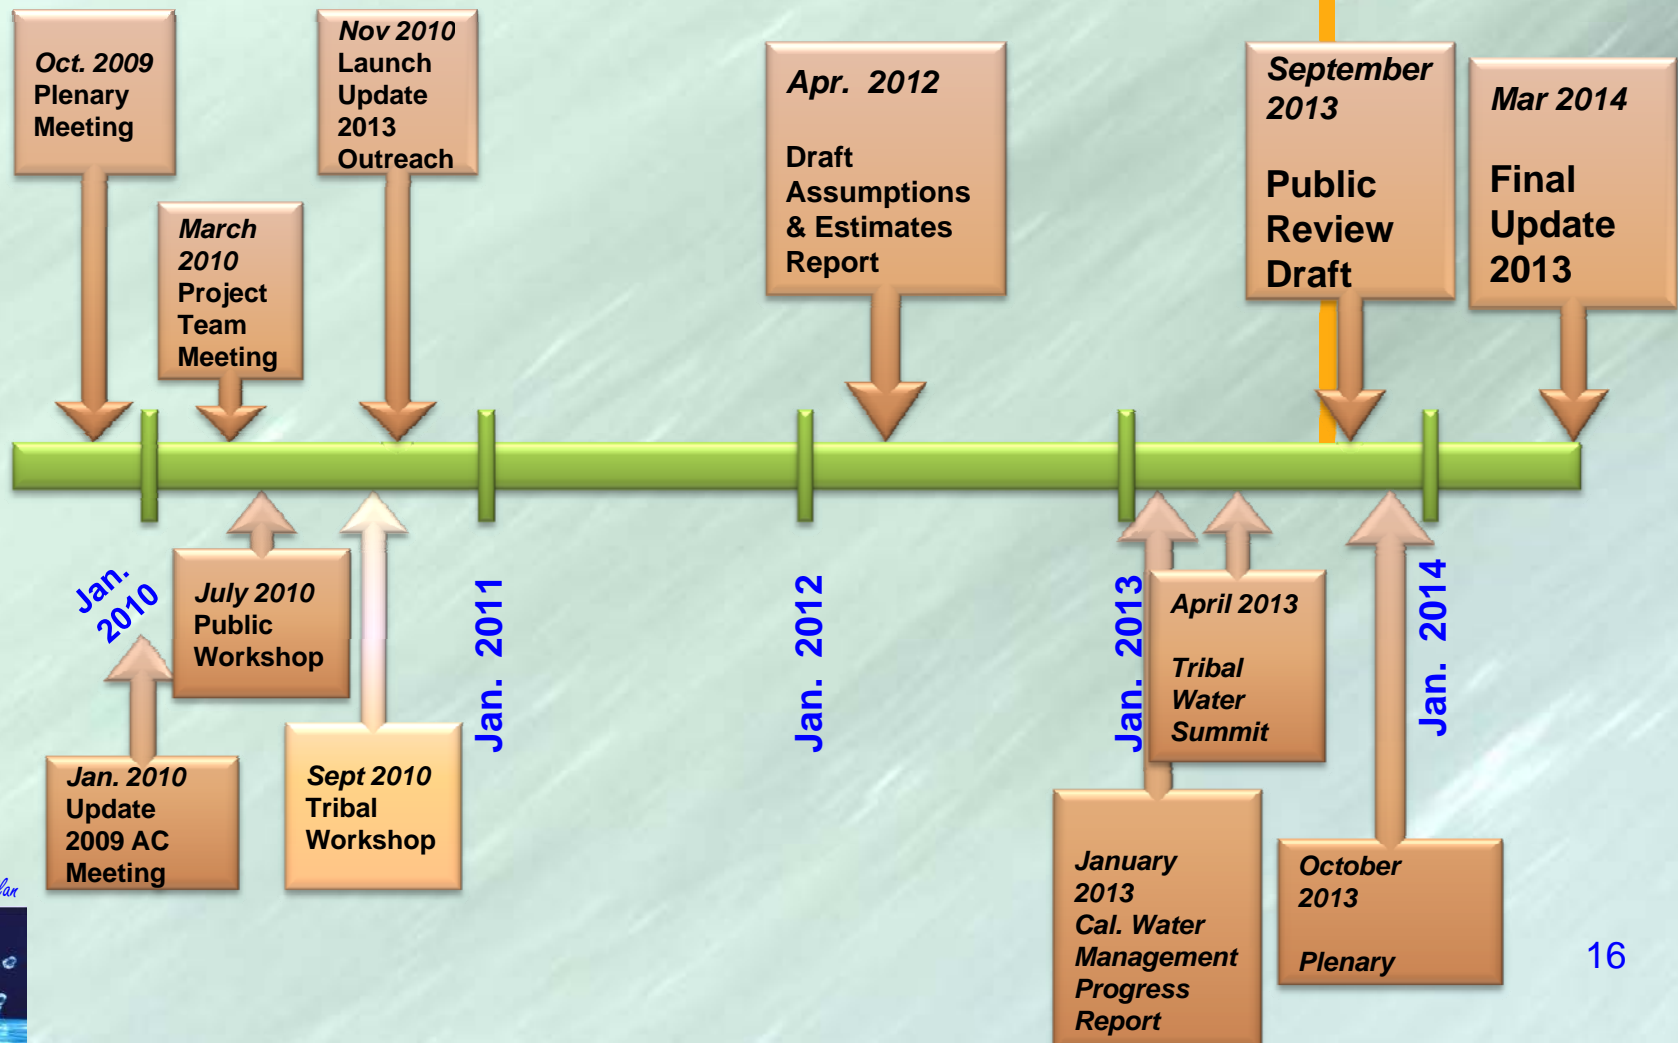 Oct. 2009
Plenary
Meeting
March
2010
Project
Team
Meeting
Nov 2010
Launch
Update
2013
Outreach
Apr. 2012
Draft
Assumptions
& Estimates
Report
September
2013
Public
Review
Draft
Mar 2014
Final
Update
2013
Jan.
2010
Jan. 2011
Jan. 2012
Jan. 2013
Jan. 2014
Jan. 2010
Update
2009 AC
Meeting
July 2010
Public
Workshop
Sept 2010
Tribal
Workshop
January
2013
Cal. Water
Management
Progress
Report
April 2013
Tribal
Water
Summit
October
2013
Plenary
16